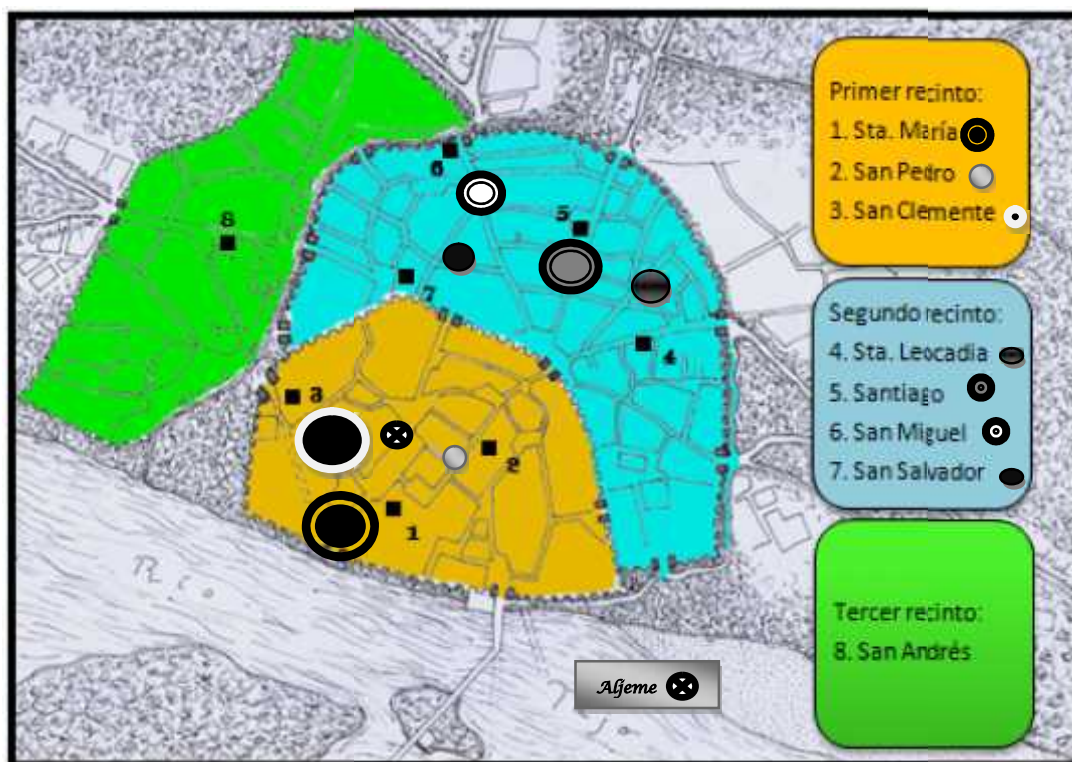 Primer recinto:
1. Sta. María
2. San Pedro
3. San Clemente
Segundo recinto:
4. Sta. Leocadia
5. Santiago
6. San Miguel
7. San Salvador
Tercer recinto:
8. San Andrés
6
5
8
7
4
3
2
1
Aljeme